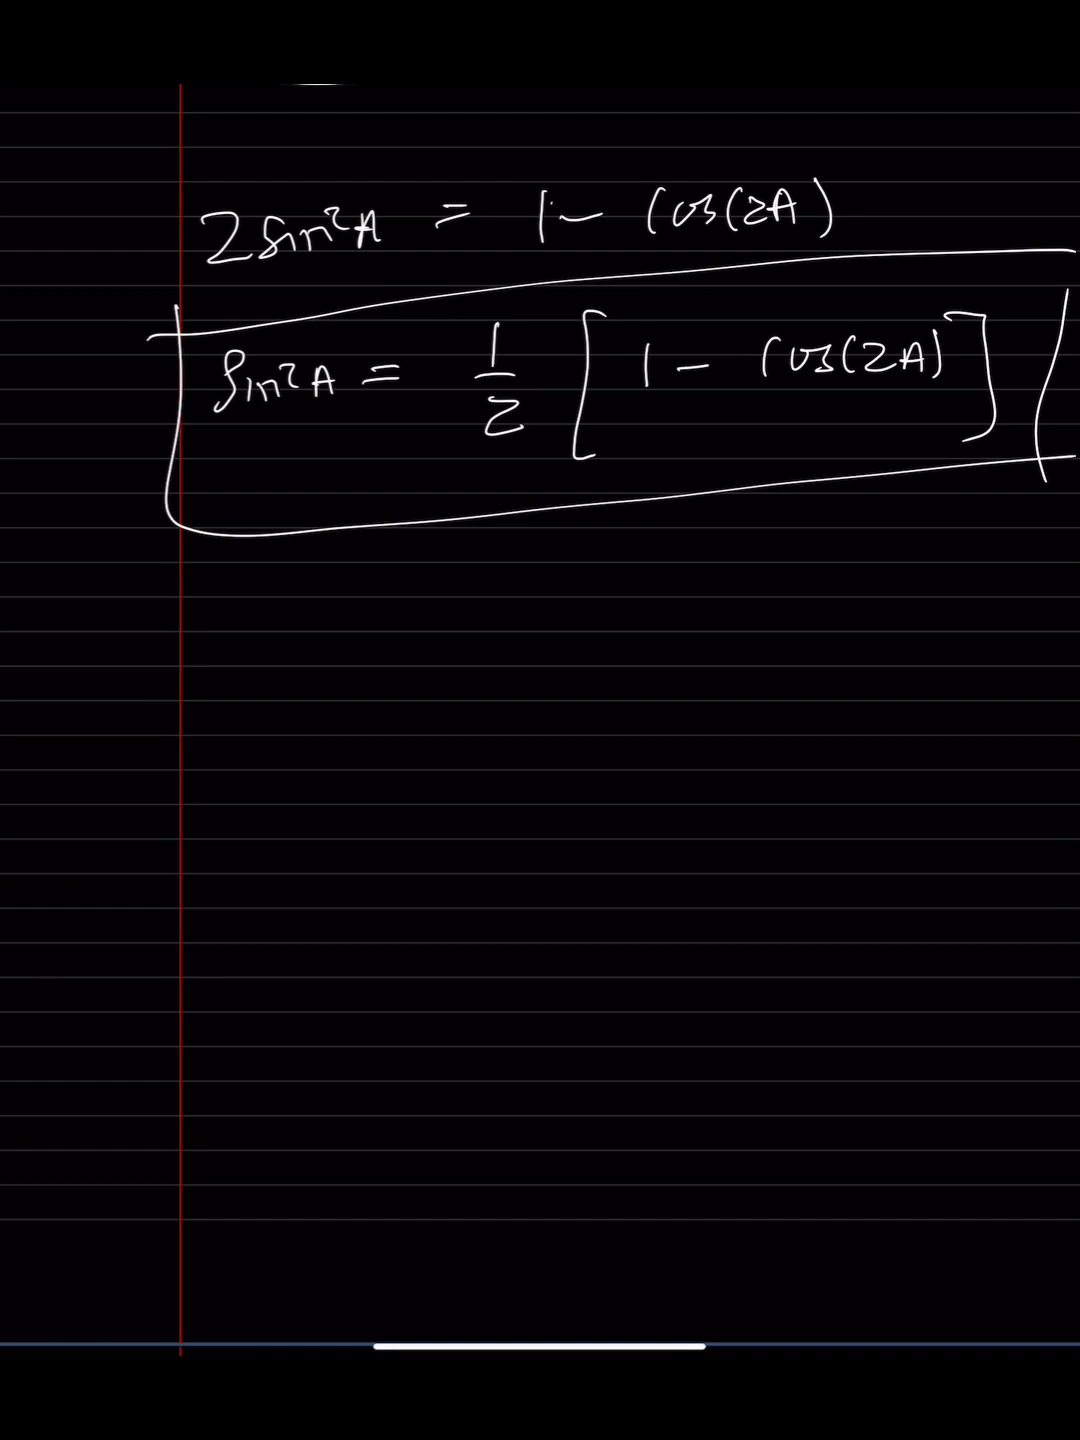 2sin²A = 1 - cos(2A)
sin²A = 1/2 [1 - cos(2A)]